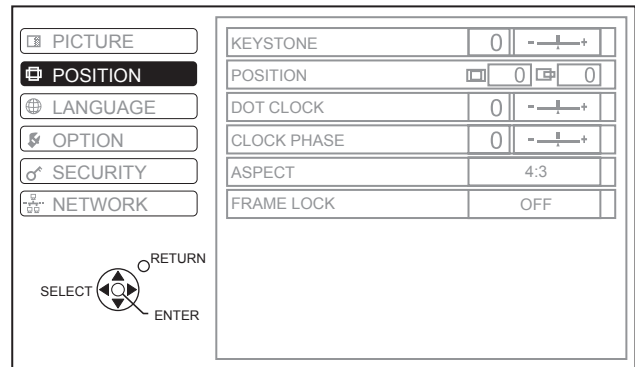 PICTURE
POSITION
LANGUAGE
OPTION
SECURITY
NETWORK
RETURN
SELECT
ENTER
KEYSTONE 0 - +
POSITION 0 0
DOT CLOCK 0 - +
CLOCK PHASE 0 - +
ASPECT 4:3
FRAME LOCK OFF